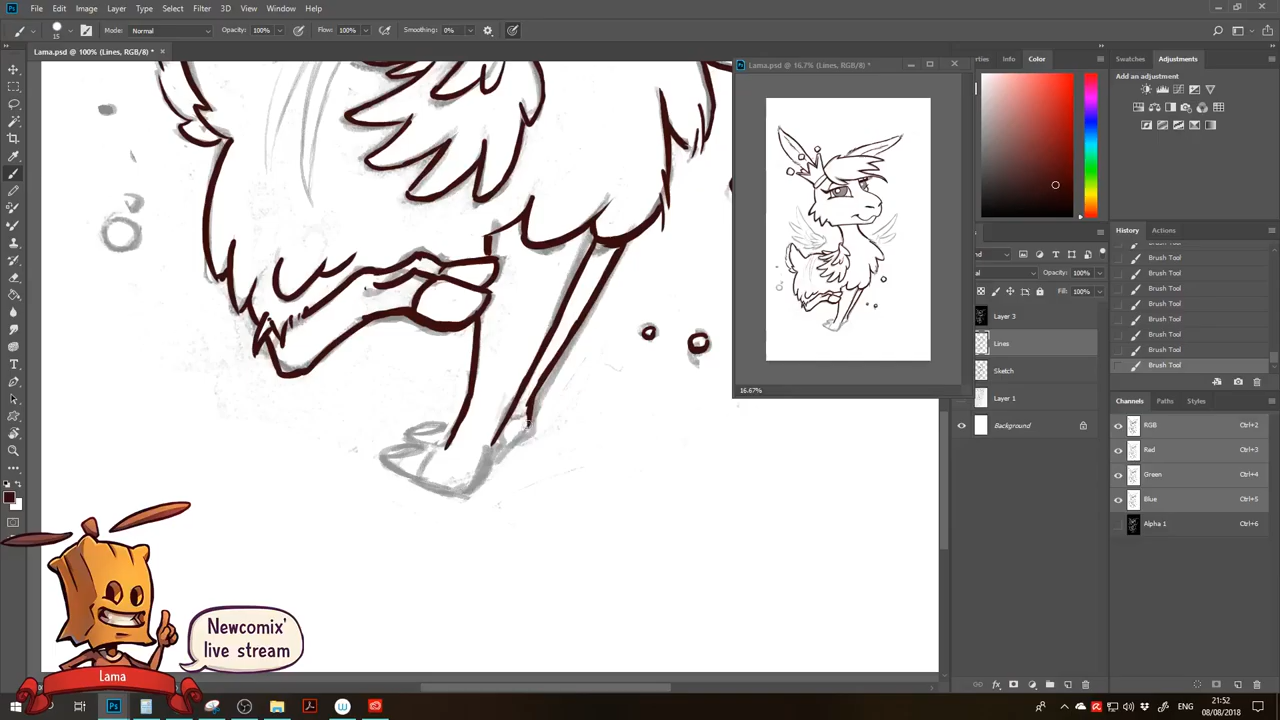 File Edit Image Layer Type Select Filter 3D View Window Help
15 Mode: Normal Opacity: 100% Flow: 100% Smoothing: 0%
Lama.psd @ 100% (Lines, RGB/8) *
Lama.psd @ 16.7% (Lines, RGB/8) *
16.67%
Color
Swatches Adjustments
Add an adjustment
History Actions
Brush Tool
Brush Tool
Brush Tool
Brush Tool
Brush Tool
Brush Tool
Brush Tool
Opacity: 100%
Fill: 100%
Layer 3
Lines
Sketch
Layer 1
Background
Channels Paths Styles
RGB Ctrl+2
Red Ctrl+3
Green Ctrl+4
Blue Ctrl+5
Alpha 1 Ctrl+6
Newcomix'
live stream
Lama
Ps
ENG
21:52
08/08/2018